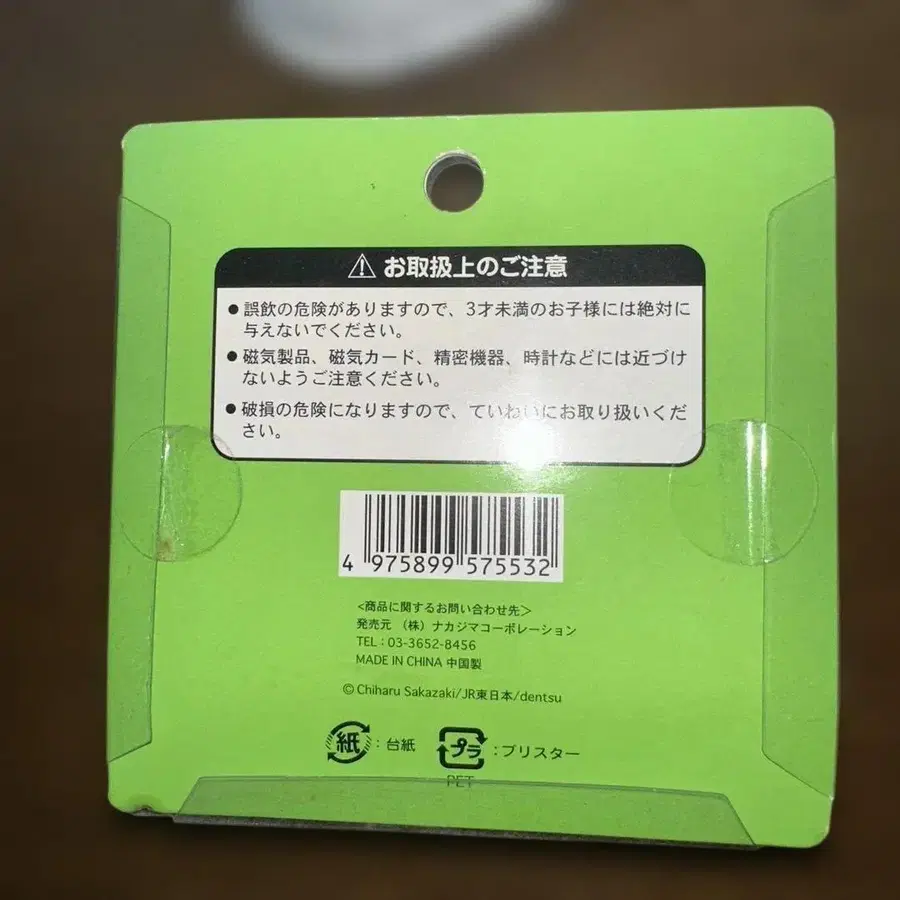 ⚠ お取扱上のご注意
●誤飲の危険がありますので、3才未満のお子様には絶対に
与えないでください。
●磁気製品、磁気カード、精密機器、時計などには近づけ
ないようご注意ください。
●破損の危険になりますので、ていねいにお取り扱いくだ
さい。
4 975899 575532
<商品に関するお問い合わせ先>
発売元 (株)ナカジマコーポレーション
TEL:03-3652-8456
MADE IN CHINA 中国製
©Chiharu Sakazaki/JR東日本/dentsu
紙:台紙 プラ:ブリスター
PET